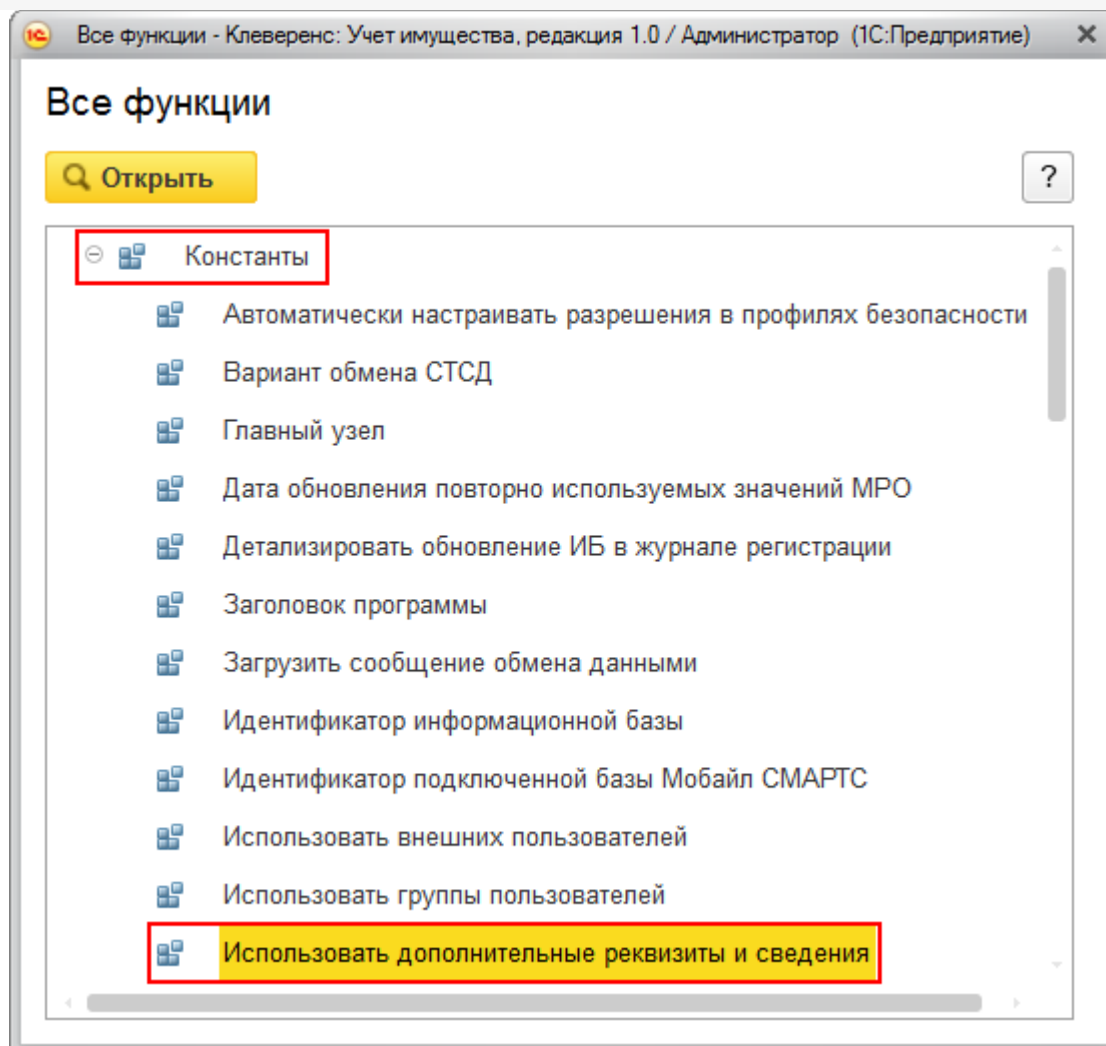 1С Все функции - Клеверенс: Учет имущества, редакция 1.0 / Администратор (1С:Предприятие)
Все функции
Открыть ?
Константы
Автоматически настраивать разрешения в профилях безопасности
Вариант обмена СТСД
Главный узел
Дата обновления повторно используемых значений МРО
Детализировать обновление ИБ в журнале регистрации
Заголовок программы
Загрузить сообщение обмена данными
Идентификатор информационной базы
Идентификатор подключенной базы Мобайл СМАРТС
Использовать внешних пользователей
Использовать группы пользователей
Использовать дополнительные реквизиты и сведения